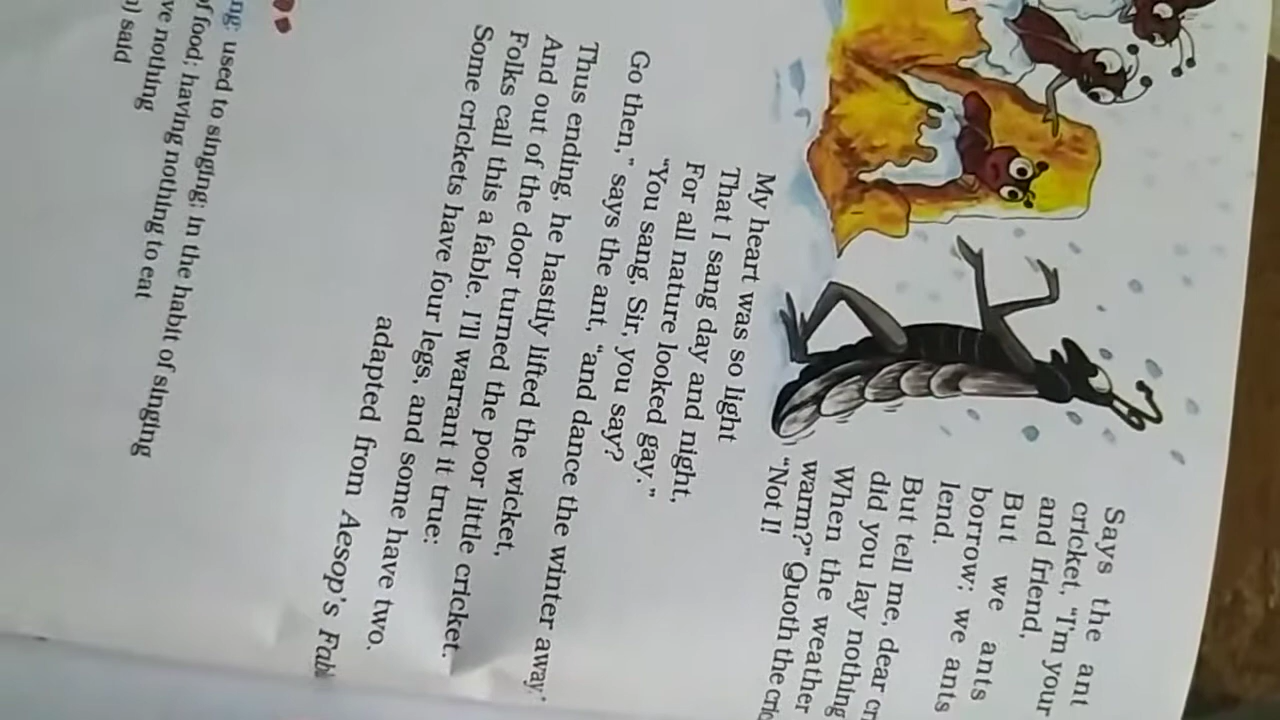 Says the ant
cricket, "I'm your
and friend,
But we ants
borrow; we ants
lend.
But tell me, dear
did you lay nothing
When the weather
warm?" Quoth the
"Not I!
My heart was so light
That I sang day and night,
For all nature looked gay."
"You sang, Sir, you say?
Go then," says the ant, "and dance the winter away."
Thus ending, he hastily lifted the wicket,
And out of the door turned the poor little cricket.
Folks call this a fable. I'll warrant it true:
Some crickets have four legs, and some have two.
adapted from Aesop's
used to singing: in the habit of singing
of food; having nothing to eat
nothing
said